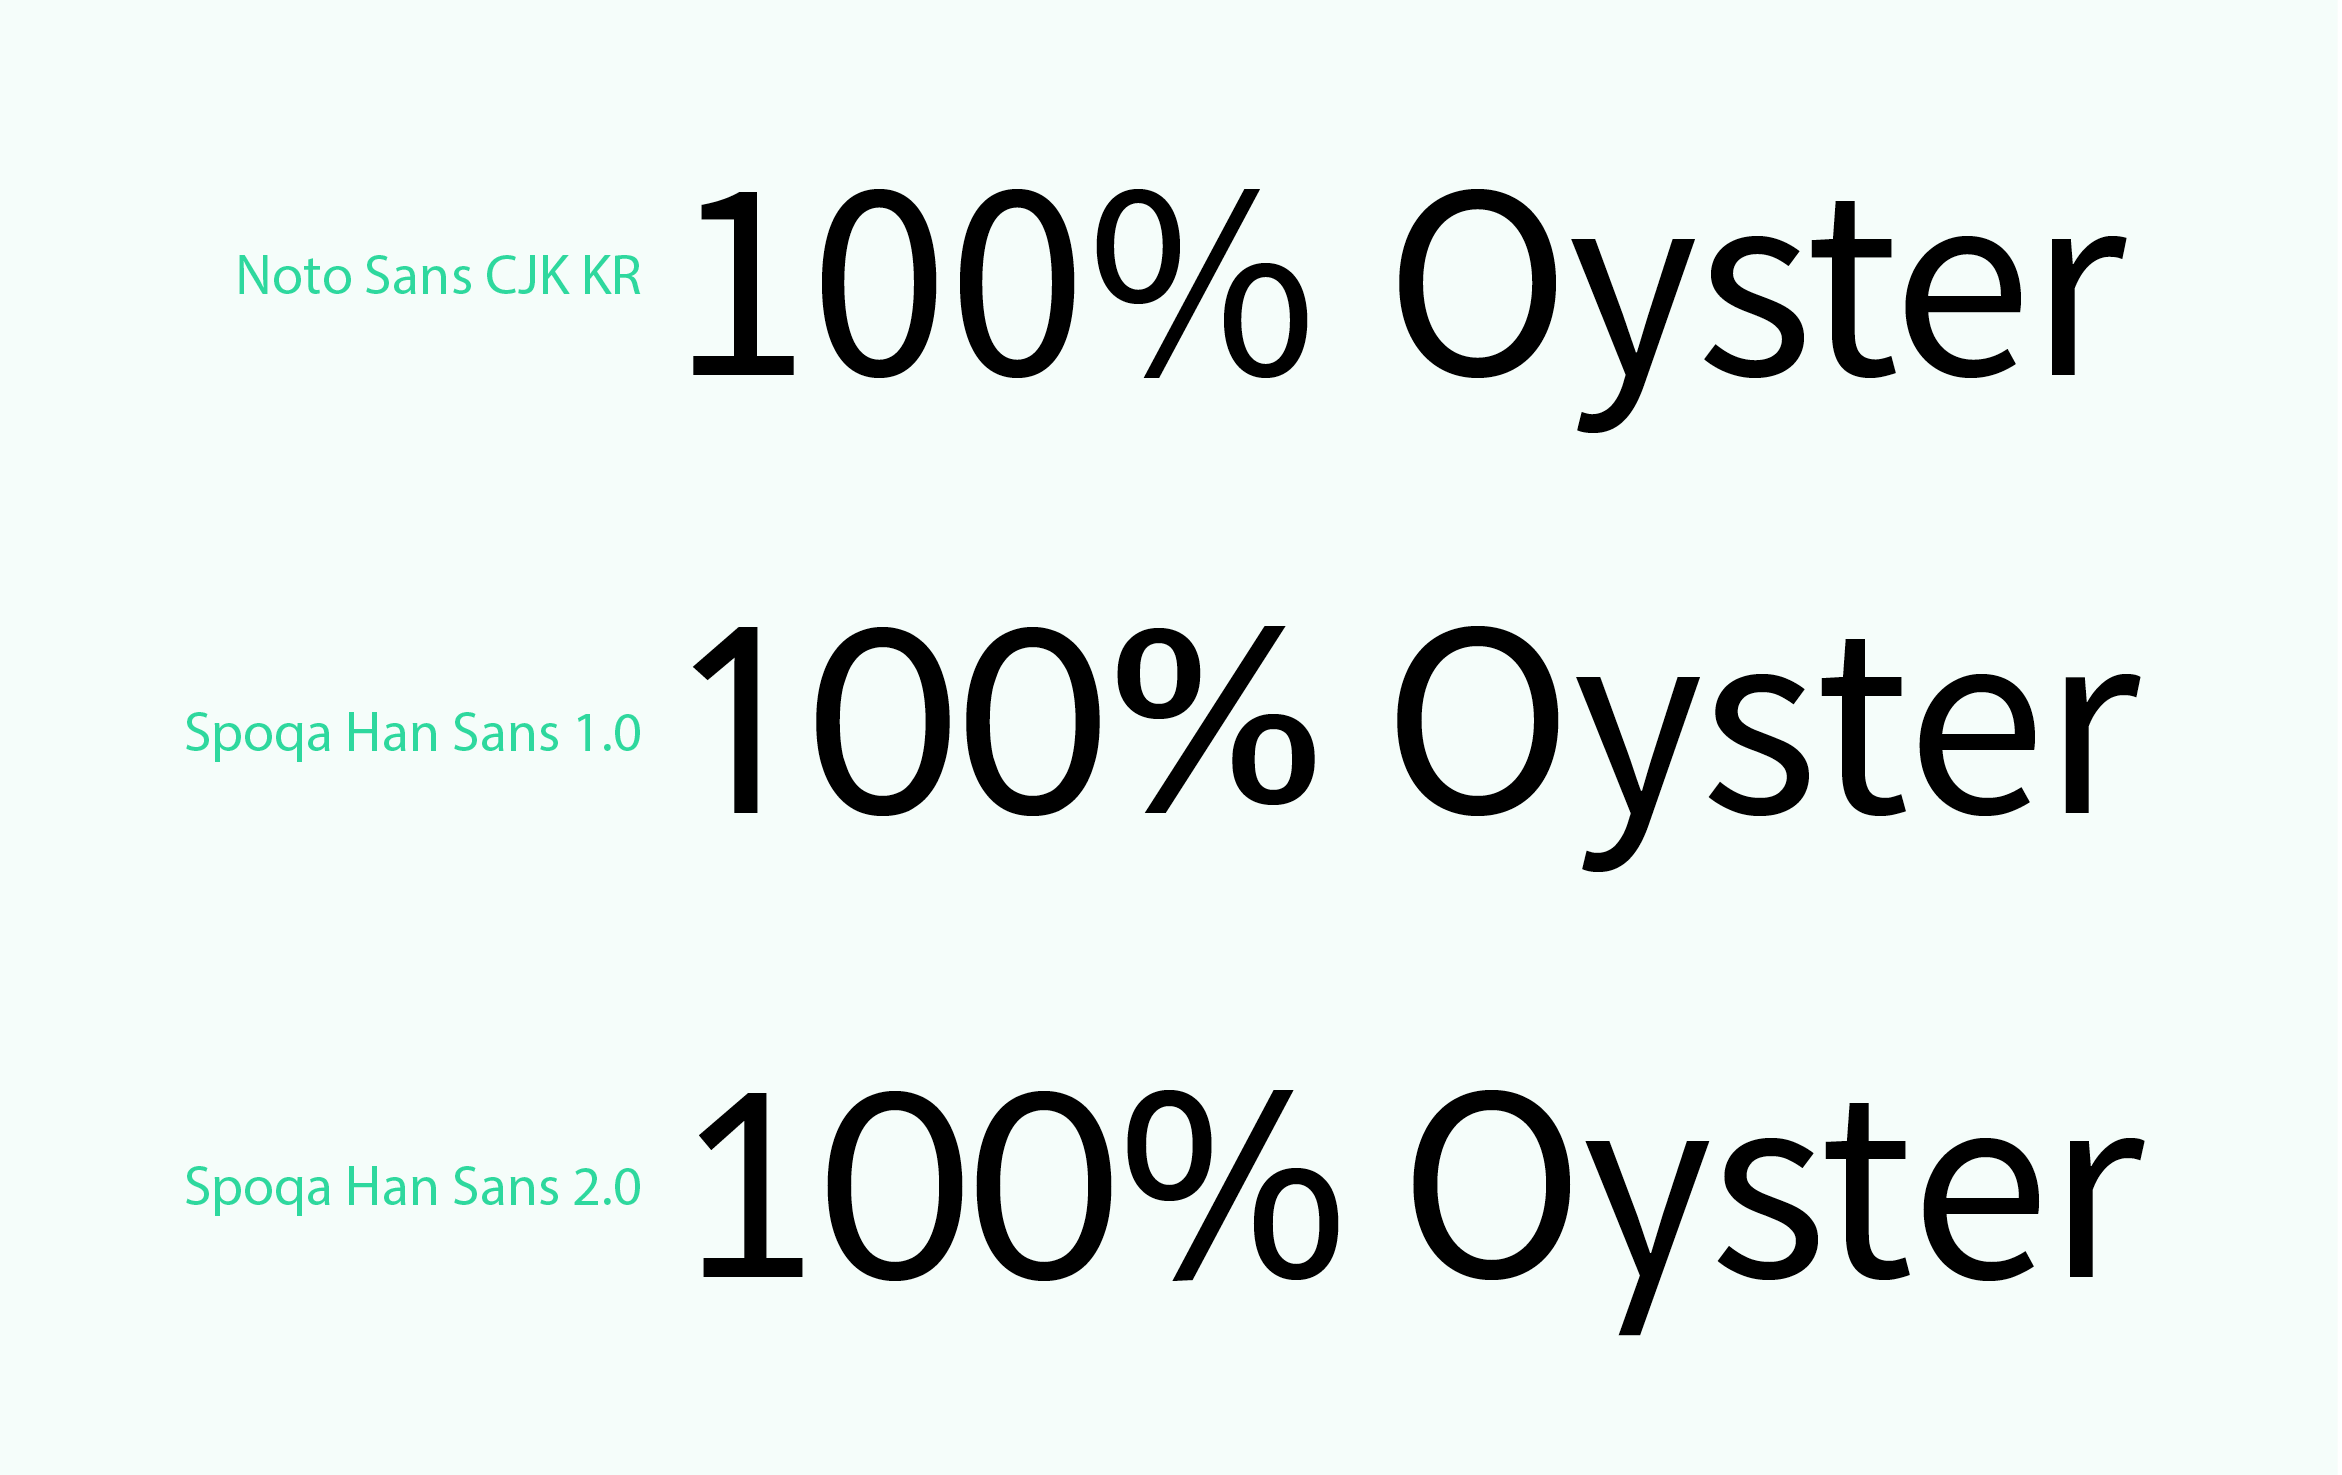 Noto Sans CJK KR 100% Oyster
Spoqa Han Sans 1.0 100% Oyster
Spoqa Han Sans 2.0 100% Oyster